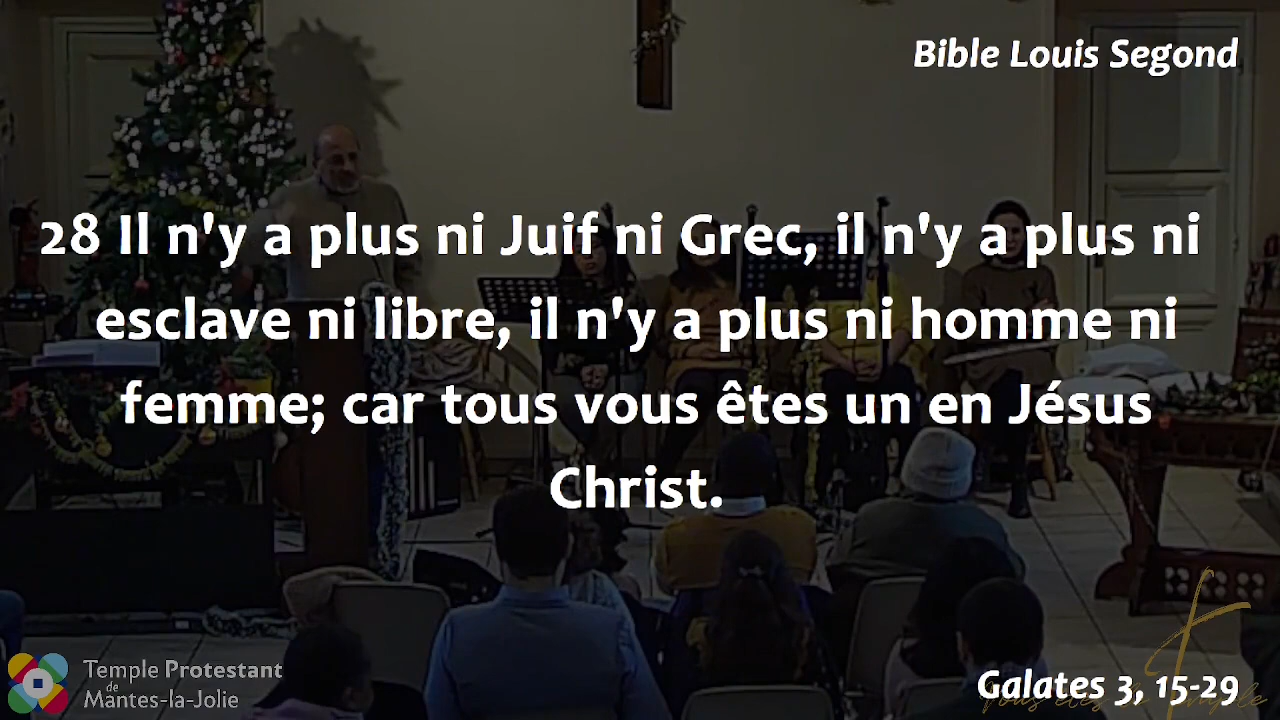 Bible Louis Segond
28 Il n'y a plus ni Juif ni Grec, il n'y a plus ni
esclave ni libre, il n'y a plus ni homme ni
femme; car tous vous êtes un en Jésus
Christ.
Temple Protestant
de
Mantes-la-Jolie
Galates 3, 15-29